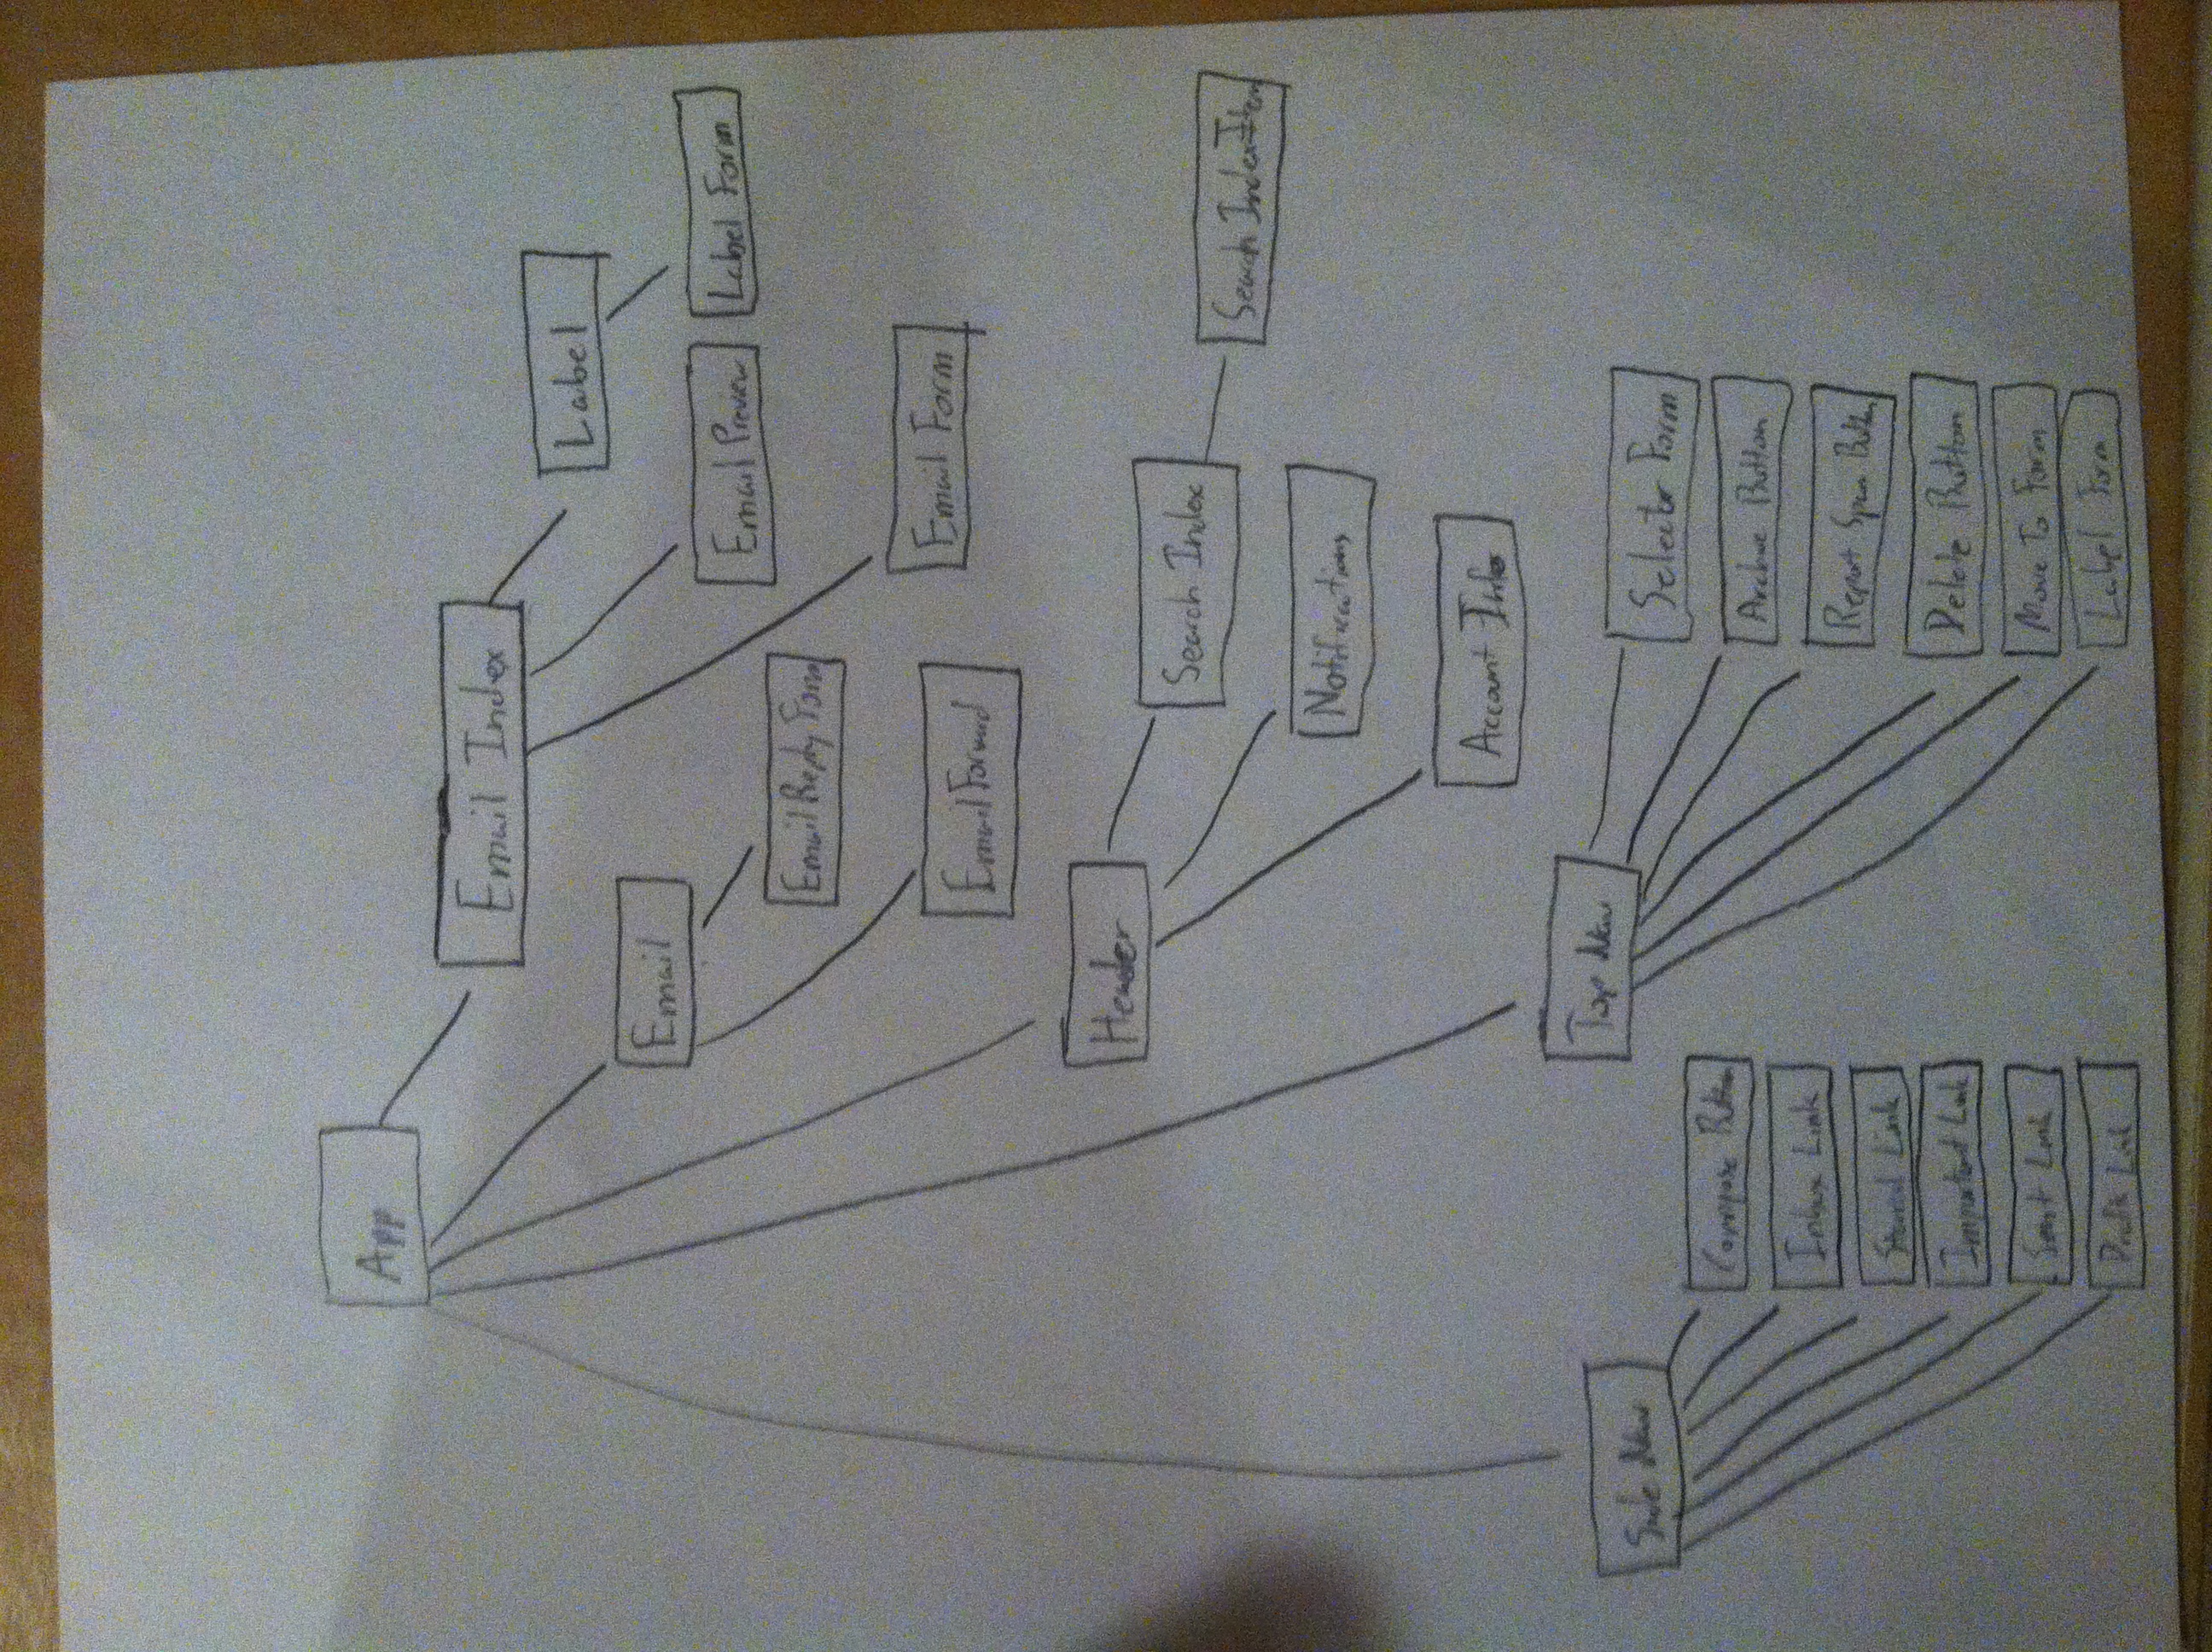 App
Email Index
Label
Email
Email Preview
Label Form
Email Reply Form
Email Form
Email Forward
Header
Search Index
Search Index Item
Notifications
Account Info
Top Nav
Selector Form
Side Nav
Compose Button
Archive Button
Inbox Link
Report Spam Button
Starred Link
Delete Button
Important Link
Move To Form
Sent Link
Label Form
Drafts Link